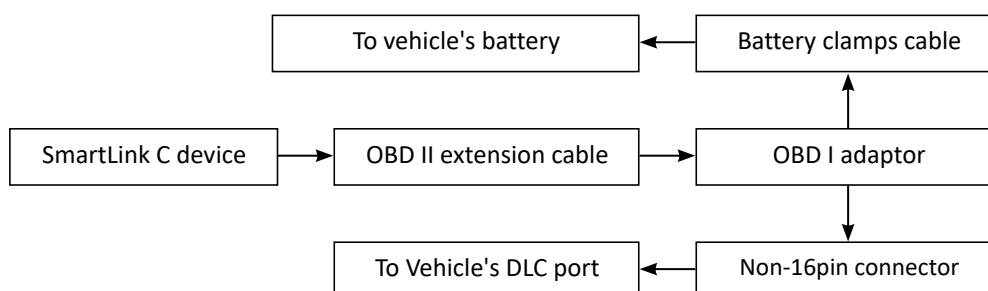 To vehicle's battery
Battery clamps cable
SmartLink C device
OBD II extension cable
OBD I adaptor
To Vehicle's DLC port
Non-16pin connector